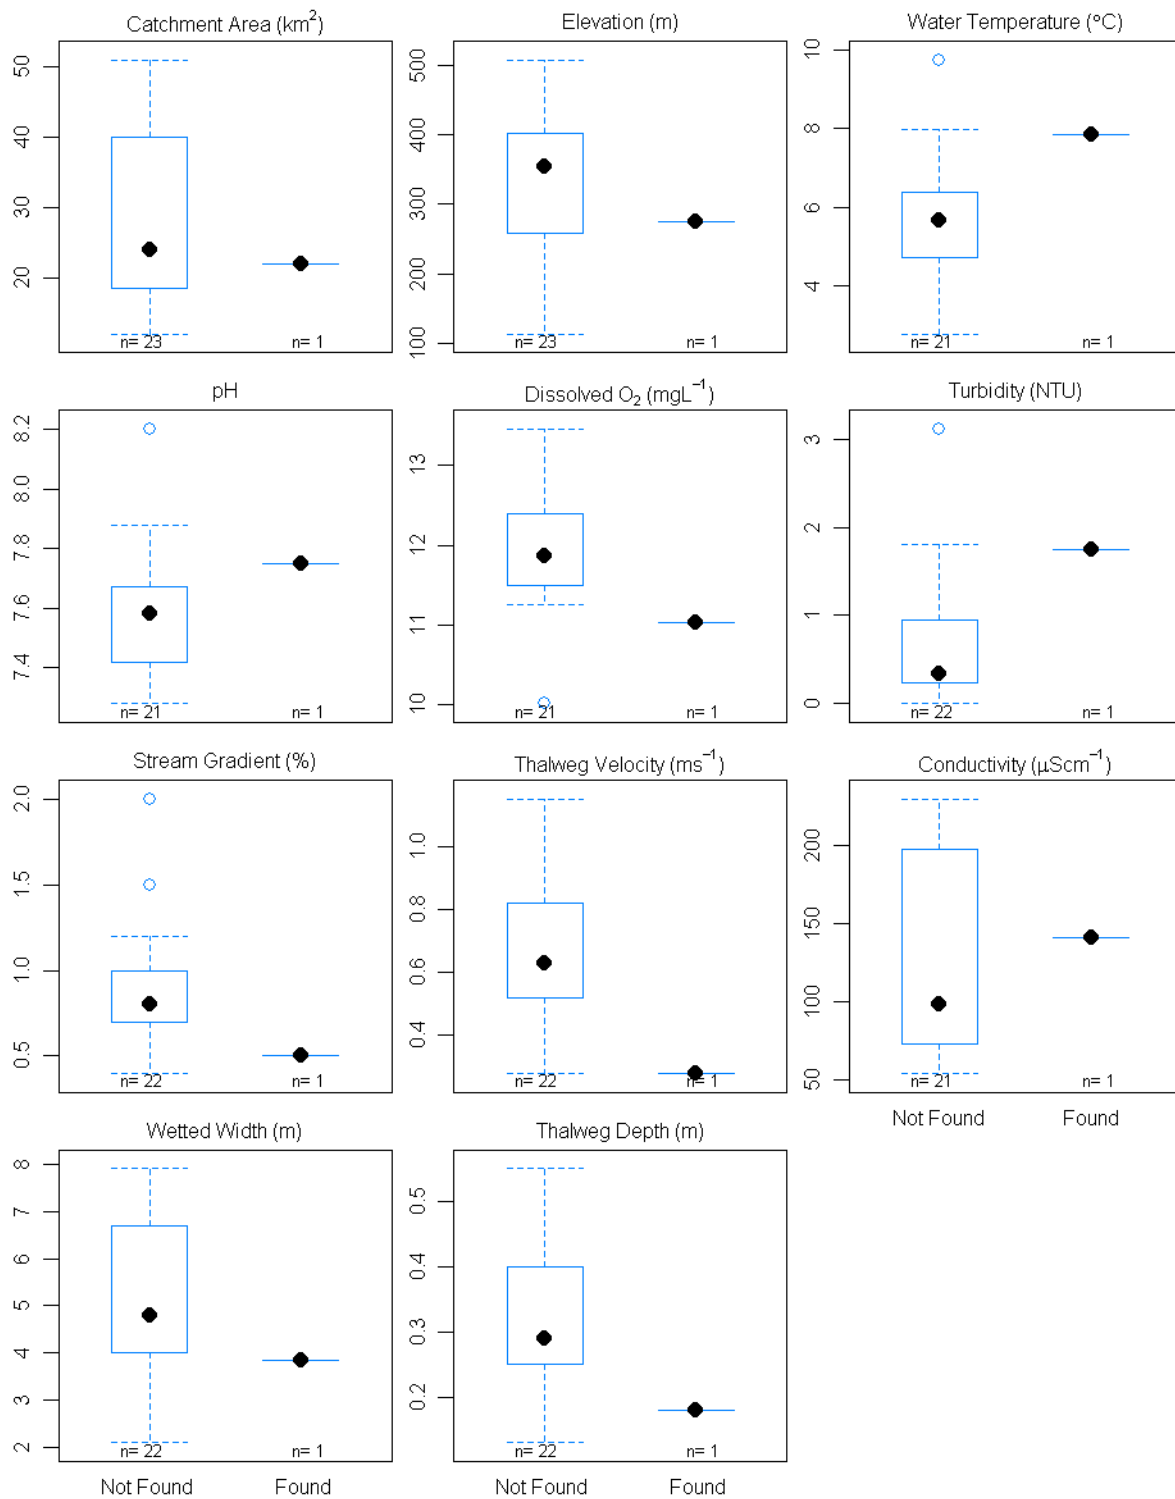 Catchment Area (km²)
Elevation (m)
Water Temperature (°C)
50
40
30
20
n= 23
n= 1
500
400
300
200
100
n= 23
n= 1
10
8
6
4
n= 21
n= 1
pH
Dissolved O₂ (mgL⁻¹)
Turbidity (NTU)
8.2
8.0
7.8
7.6
7.4
n= 21
n= 1
13
12
11
10
n= 21
n= 1
3
2
1
0
n= 22
n= 1
Stream Gradient (%)
Thalweg Velocity (ms⁻¹)
Conductivity (μScm⁻¹)
2.0
1.5
1.0
0.5
n= 22
n= 1
1.0
0.8
0.6
0.4
n= 22
n= 1
200
150
100
50
n= 21
n= 1
Not Found
Found
Wetted Width (m)
Thalweg Depth (m)
8
7
6
5
4
3
2
n= 22
n= 1
0.5
0.4
0.3
0.2
n= 22
n= 1
Not Found
Found
Not Found
Found